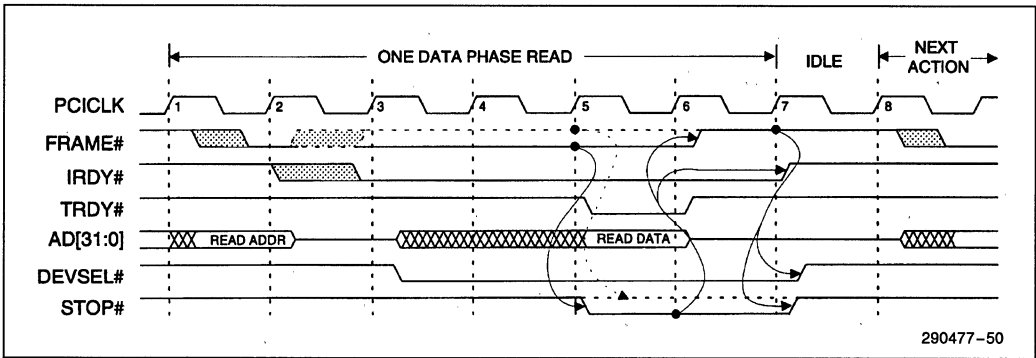 ONE DATA PHASE READ
IDLE
NEXT
ACTION
PCICLK 1 2 3 4 5 6 7 8
FRAME#
IRDY#
TRDY#
AD[31:0] READ ADDR READ DATA
DEVSEL#
STOP#
290477-50